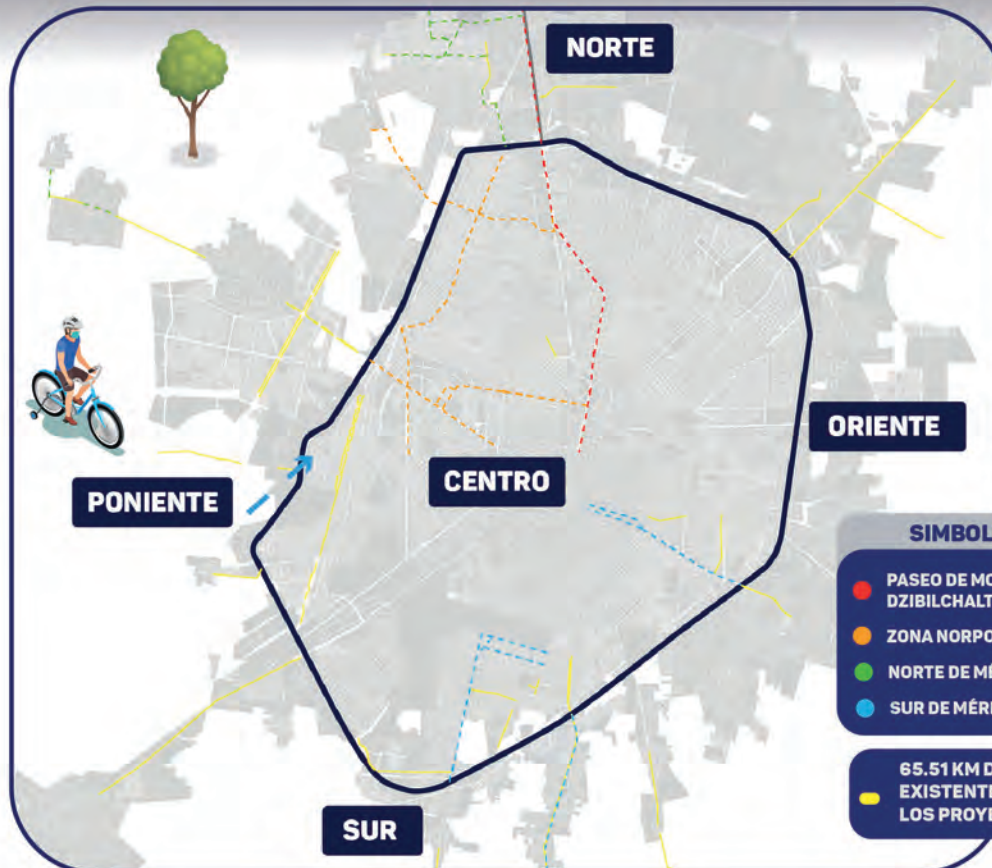 NORTE
ORIENTE
PONIENTE
CENTRO
SUR
SIMBOL
PASEO DE MO
DZIBILCHALT
ZONA NORPO
NORTE DE MÉ
SUR DE MÉRI
65.51 KM D
EXISTENTE
LOS PROYE